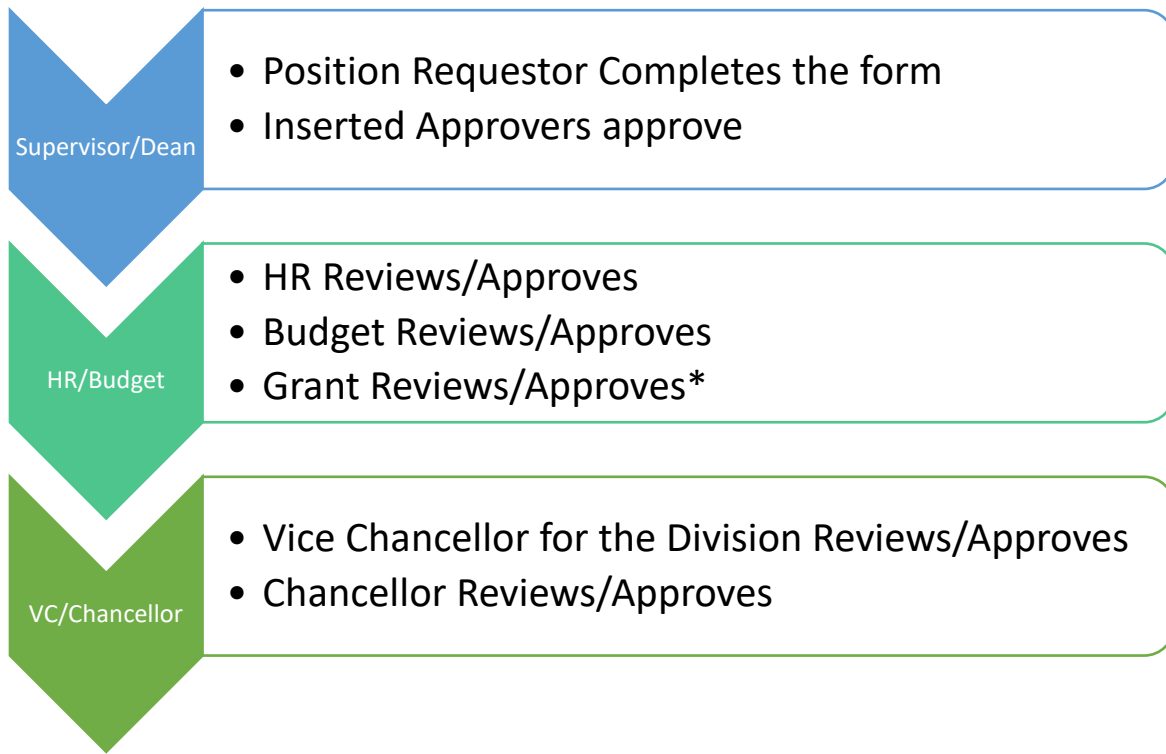 Supervisor/Dean
• Position Requestor Completes the form
• Inserted Approvers approve
HR/Budget
• HR Reviews/Approves
• Budget Reviews/Approves
• Grant Reviews/Approves*
VC/Chancellor
• Vice Chancellor for the Division Reviews/Approves
• Chancellor Reviews/Approves